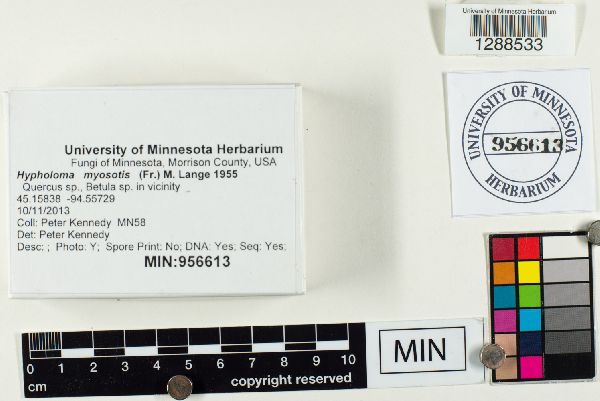 University of Minnesota Herbarium
1288533
UNIVERSITY OF MINNESOTA
956613
HERBARIUM
University of Minnesota Herbarium
Fungi of Minnesota, Morrison County, USA
Hypholoma myosotis (Fr.) M. Lange 1955
Quercus sp., Betula sp. in vicinity
45.15838 -94.55729
10/11/2013
Coll: Peter Kennedy MN58
Det: Peter Kennedy
Desc: ; Photo: Y; Spore Print: No; DNA: Yes; Seq: Yes;
MIN:956613
0 1 2 3 4 5 6 7 8 9 10
cm
copyright reserved
MIN